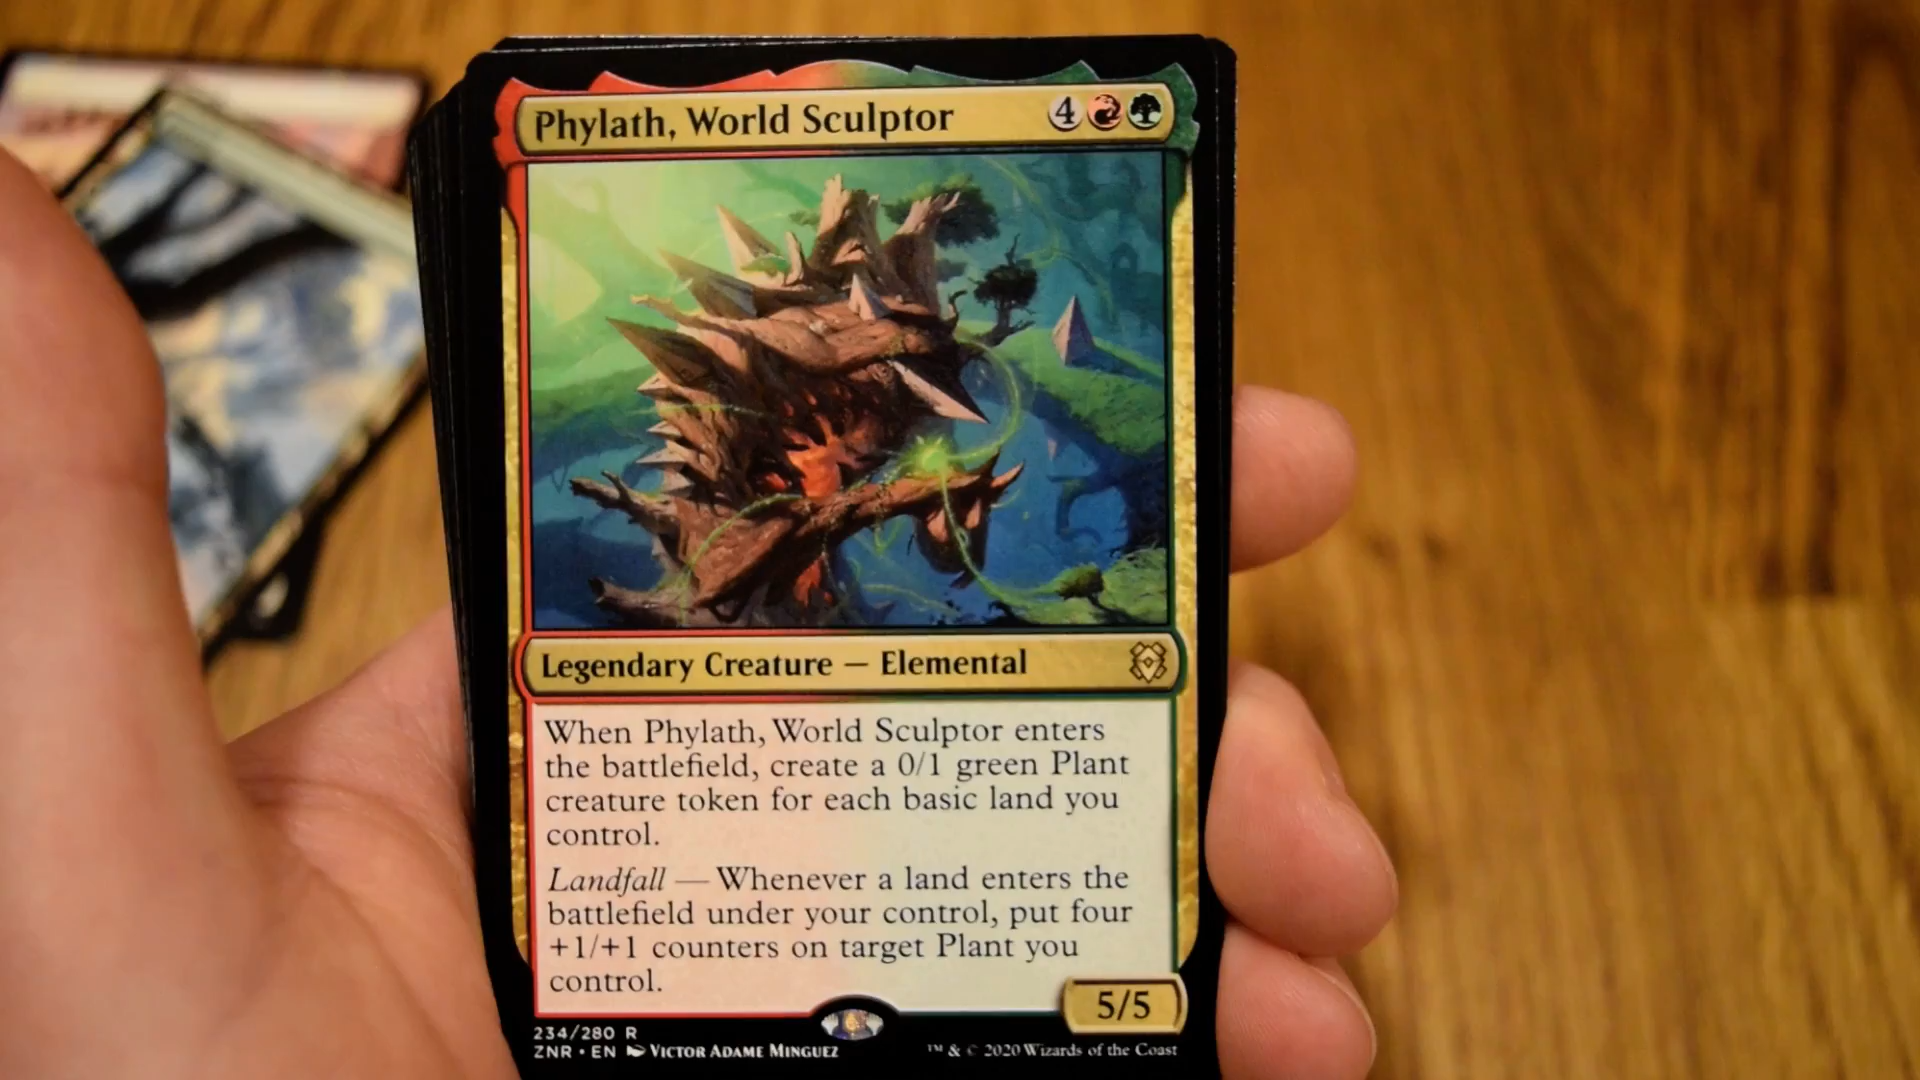 Phylath, World Sculptor 4
Legendary Creature — Elemental
When Phylath, World Sculptor enters
the battlefield, create a 0/1 green Plant
creature token for each basic land you
control.
Landfall — Whenever a land enters the
battlefield under your control, put four
+1/+1 counters on target Plant you
control.
5/5
234/280 R
ZNR • EN VICTOR ADAME MINGUEZ
™ & © 2020 Wizards of the Coast